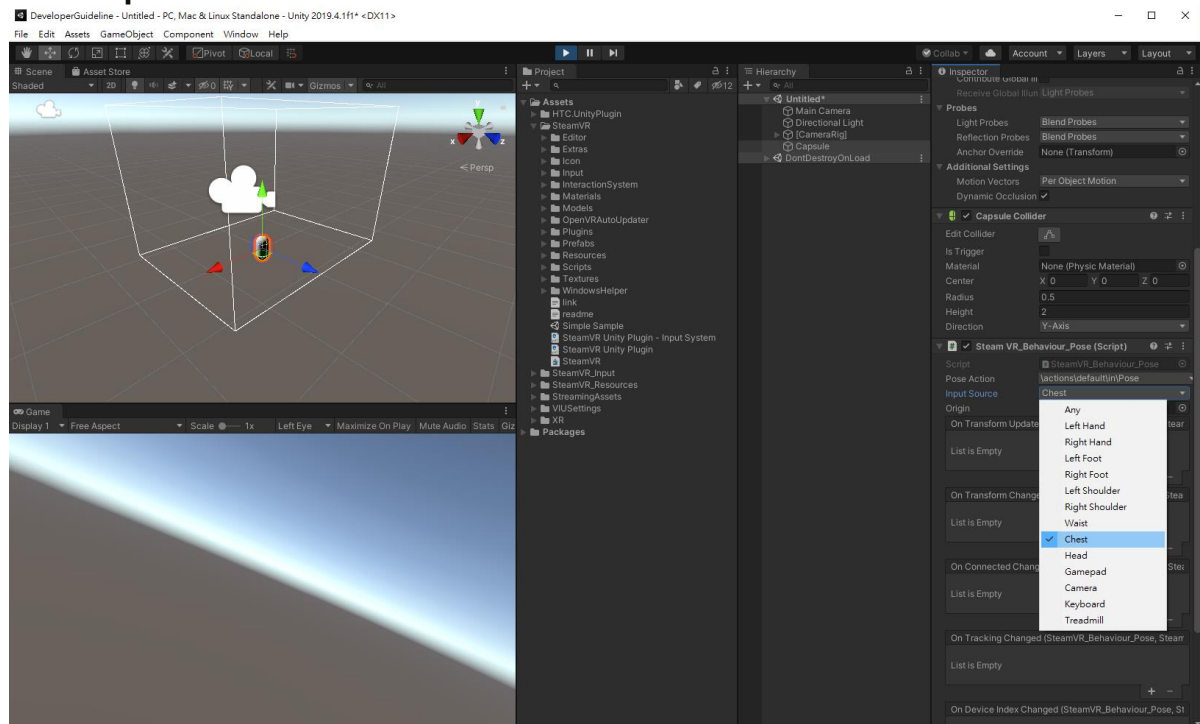 DeveloperGuideline - Untitled - PC, Mac & Linux Standalone - Unity 2019.4.1f1* <DX11>
File Edit Assets GameObject Component Window Help
Pivot Local
Collab Account Layers Layout
Scene Asset Store
Shaded 2D 0 Gizmos All
y
x z
Persp
Game
Display 1 Free Aspect Scale 1x Left Eye Maximize On Play Mute Audio Stats Giz
Project
12
Assets
HTC.UnityPlugin
SteamVR
Editor
Extras
Icon
Input
InteractionSystem
Materials
Models
OpenVRAutoUpdater
Plugins
Prefabs
Resources
Scripts
Textures
WindowsHelper
link
readme
Simple Sample
SteamVR Unity Plugin - Input System
SteamVR Unity Plugin
SteamVR
SteamVR_Input
SteamVR_Resources
StreamingAssets
VIUSettings
XR
Packages
Hierarchy
All
Untitled*
Main Camera
Directional Light
[CameraRig]
Capsule
DontDestroyOnLoad
Inspector
Contribute Global Ill
Receive Global Illun Light Probes
Probes
Light Probes Blend Probes
Reflection Probes Blend Probes
Anchor Override None (Transform)
Additional Settings
Motion Vectors Per Object Motion
Dynamic Occlusion
Capsule Collider
Edit Collider
Is Trigger
Material None (Physic Material)
Center X 0 Y 0 Z 0
Radius 0.5
Height 2
Direction Y-Axis
Steam VR_Behaviour_Pose (Script)
Script SteamVR_Behaviour_Pose
Pose Action \actions\default\in\Pose
Input Source Chest
Origin
On Transform Update
List is Empty
On Transform Chang
List is Empty
On Connected Chang
List is Empty
Any
Left Hand
Right Hand
Left Foot
Right Foot
Left Shoulder
Right Shoulder
Waist
Chest
Head
Gamepad
Camera
Keyboard
Treadmill
On Tracking Changed (SteamVR_Behaviour_Pose, Steam
List is Empty
+ -
On Device Index Changed (SteamVR_Behaviour_Pose, St